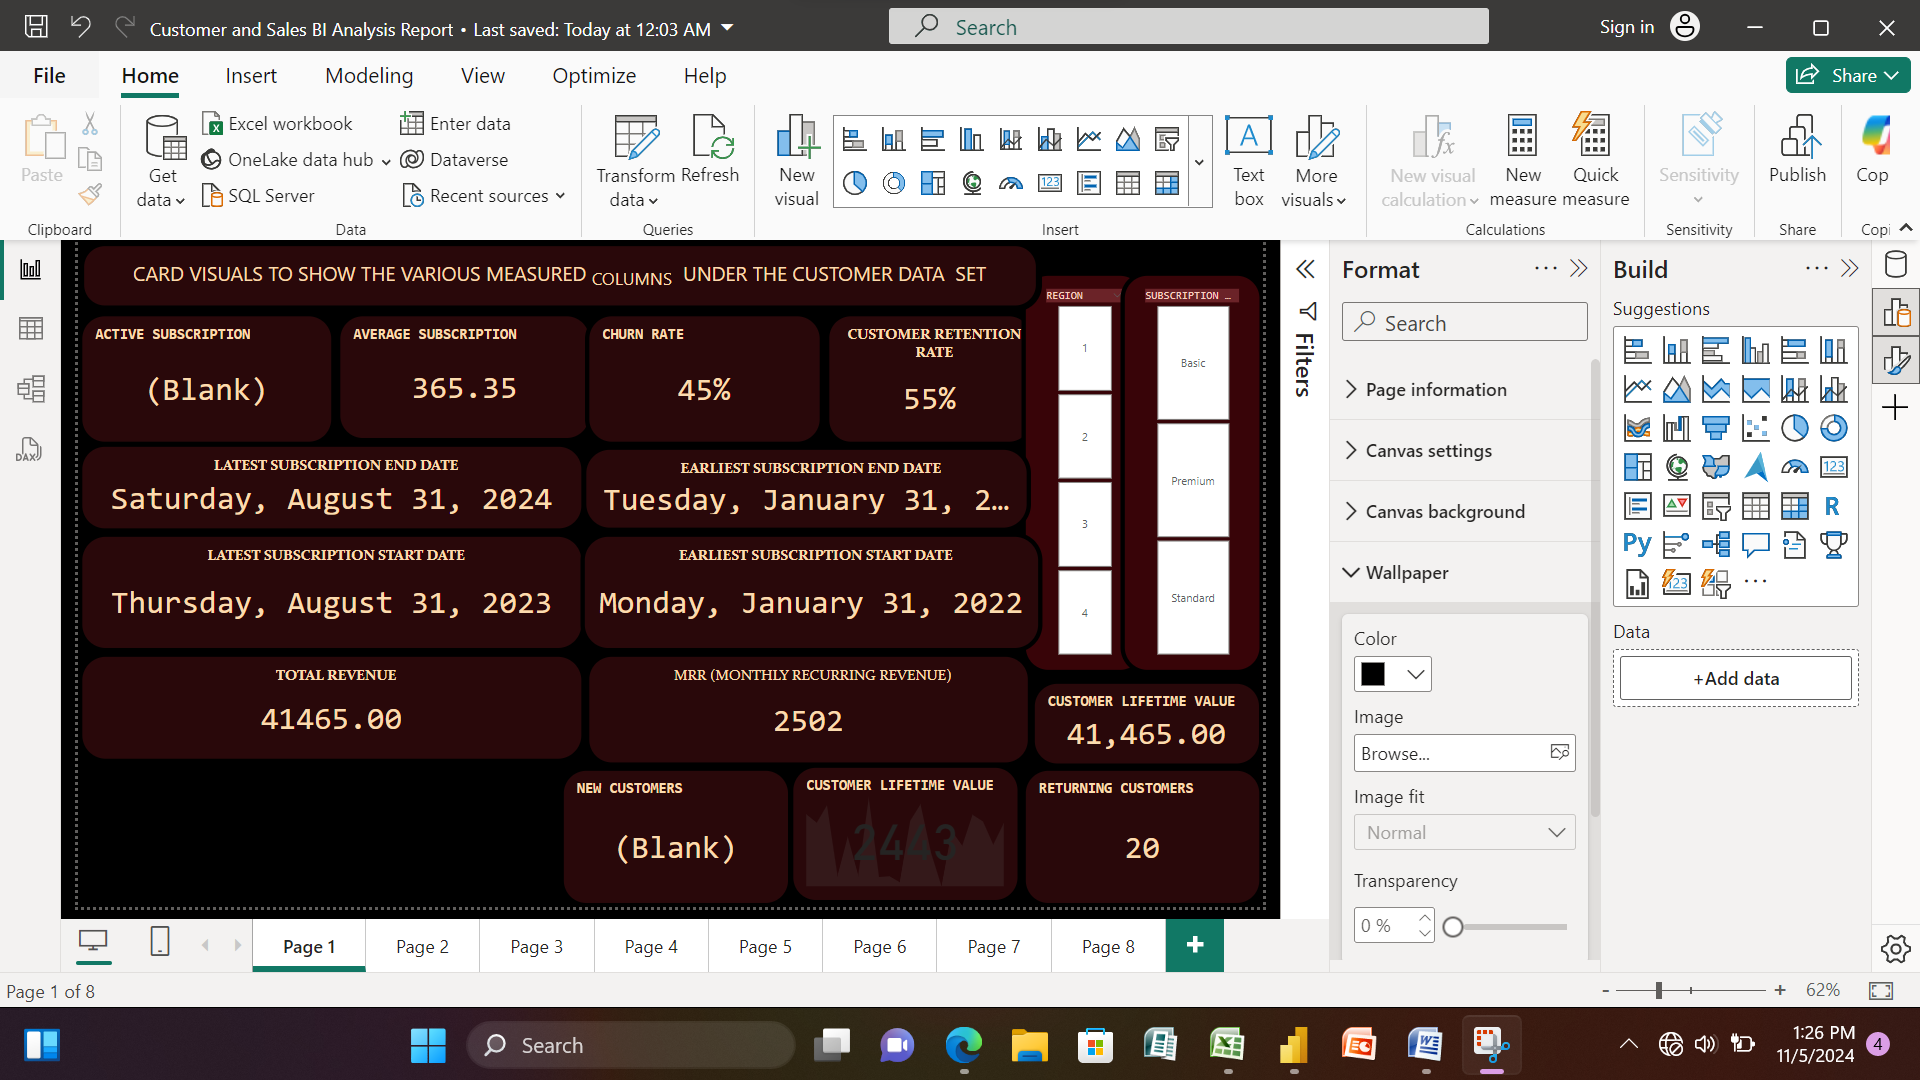 Customer and Sales BI Analysis Report • Last saved: Today at 12:03 AM
Search
Sign in
File
Home
Insert
Modeling
View
Optimize
Help
Share
Paste
Clipboard
Get data
Excel workbook
OneLake data hub
SQL Server
Enter data
Dataverse
Recent sources
Data
Transform data
Refresh
Queries
New visual
123
A
Text box
More visuals
Insert
fx
New visual calculation
New measure
Quick measure
Calculations
Sensitivity
Sensitivity
Publish
Share
Cop
Copi
DAX
CARD VISUALS TO SHOW THE VARIOUS MEASURED COLUMNS UNDER THE CUSTOMER DATA SET
ACTIVE SUBSCRIPTION
(Blank)
AVERAGE SUBSCRIPTION
365.35
CHURN RATE
45%
CUSTOMER RETENTION
RATE
55%
LATEST SUBSCRIPTION END DATE
Saturday, August 31, 2024
EARLIEST SUBSCRIPTION END DATE
Tuesday, January 31, 2...
LATEST SUBSCRIPTION START DATE
Thursday, August 31, 2023
EARLIEST SUBSCRIPTION START DATE
Monday, January 31, 2022
TOTAL REVENUE
41465.00
MRR (MONTHLY RECURRING REVENUE)
2502
CUSTOMER LIFETIME VALUE
41,465.00
NEW CUSTOMERS
(Blank)
CUSTOMER LIFETIME VALUE
2443
RETURNING CUSTOMERS
20
REGION
1
2
3
4
SUBSCRIPTION ...
Basic
Premium
Standard
Filters
Format
Search
Page information
Canvas settings
Canvas background
Wallpaper
Color
Image
Browse...
Image fit
Normal
Transparency
0 %
Build
Suggestions
123
R
Py
123
Data
+Add data
Page 1
Page 2
Page 3
Page 4
Page 5
Page 6
Page 7
Page 8
+
Page 1 of 8
- + 62%
Search
1:26 PM
11/5/2024
4